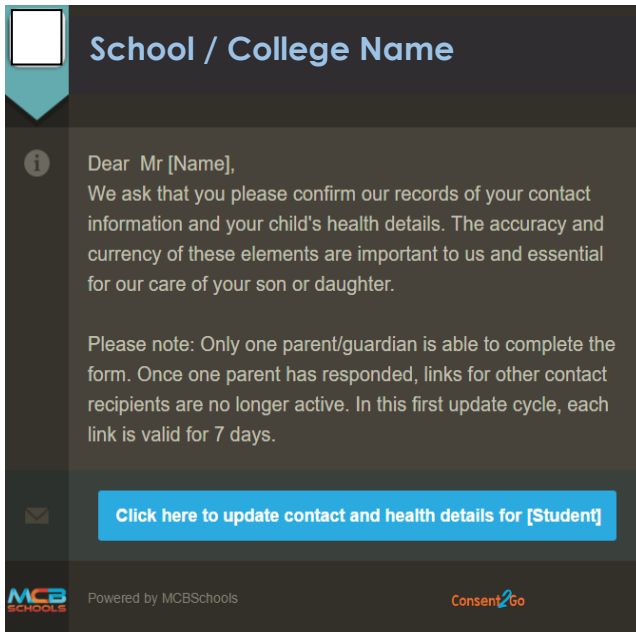 School / College Name
Dear  Mr [Name],
We ask that you please confirm our records of your contact
information and your child's health details. The accuracy and
currency of these elements are important to us and essential
for our care of your son or daughter.
Please note: Only one parent/guardian is able to complete the
form. Once one parent has responded, links for other contact
recipients are no longer active. In this first update cycle, each
link is valid for 7 days.
Click here to update contact and health details for [Student]
MCB
SCHOOLS
Powered by MCBSchools
Consent2Go